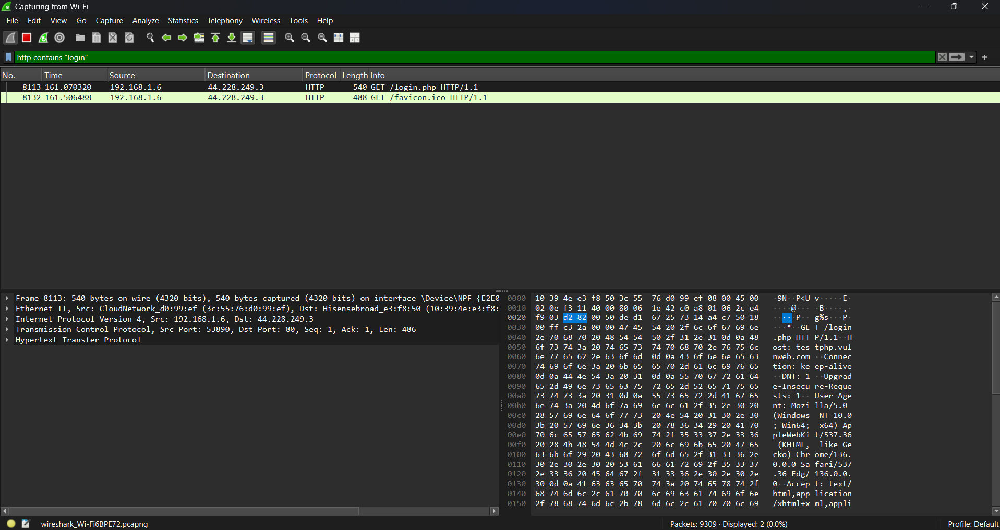 Capturing from Wi-Fi
File Edit View Go Capture Analyze Statistics Telephony Wireless Tools Help
http contains "login"
No. Time Source Destination Protocol Length Info
8113 161.070320 192.168.1.6 44.228.249.3 HTTP 540 GET /login.php HTTP/1.1
8132 161.506488 192.168.1.6 44.228.249.3 HTTP 488 GET /favicon.ico HTTP/1.1
Frame 8113: 540 bytes on wire (4320 bits), 540 bytes captured (4320 bits) on interface \Device\NPF_{E2E0
Ethernet II, Src: CloudNetwork_d0:99:ef (3c:55:76:d0:99:ef), Dst: Hisensebroad_e3:f8:50 (10:39:4e:e3:f8:
Internet Protocol Version 4, Src: 192.168.1.6, Dst: 44.228.249.3
Transmission Control Protocol, Src Port: 53890, Dst Port: 80, Seq: 1, Ack: 1, Len: 486
Hypertext Transfer Protocol
0000 10 39 4e e3 f8 50 3c 55 76 d0 99 ef 08 00 45 00 ·9N··P<U v·····E·
0010 02 0e f3 11 40 00 80 06 1e 42 c0 a8 01 06 2c e4 ····@··· ·B····,·
0020 f9 03 d2 82 00 50 de d1 67 25 73 14 a4 c7 50 18 ·····P·· g%s···P·
0030 00 ff c3 2a 00 00 47 45 54 20 2f 6c 6f 67 69 6e ···*··GE T /login
0040 2e 70 68 70 20 48 54 54 50 2f 31 2e 31 0d 0a 48 .php HTT P/1.1··H
0050 6f 73 74 3a 20 74 65 73 74 70 68 70 2e 76 75 6c ost: tes tphp.vul
0060 6e 77 65 62 2e 63 6f 6d 0d 0a 43 6f 6e 6e 65 63 nweb.com ··Connec
0070 74 69 6f 6e 3a 20 6b 65 65 70 2d 61 6c 69 76 65 tion: ke ep-alive
0080 0d 0a 44 4e 54 3a 20 31 0d 0a 55 70 67 72 61 64 ··DNT: 1 ··Upgrad
0090 65 2d 49 6e 73 65 63 75 72 65 2d 52 65 71 75 65 e-Insecu re-Reque
00a0 73 74 73 3a 20 31 0d 0a 55 73 65 72 2d 41 67 65 sts: 1·· User-Age
00b0 6e 74 3a 20 4d 6f 7a 69 6c 6c 61 2f 35 2e 30 20 nt: Mozi lla/5.0
00c0 28 57 69 6e 64 6f 77 73 20 4e 54 20 31 30 2e 30 (Windows NT 10.0
00d0 3b 20 57 69 6e 36 34 3b 20 78 36 34 29 20 41 70 ; Win64; x64) Ap
00e0 70 6c 65 57 65 62 4b 69 74 2f 35 33 37 2e 33 36 pleWebKi t/537.36
00f0 20 28 4b 48 54 4d 4c 2c 20 6c 69 6b 65 20 47 65 (KHTML, like Ge
0100 63 6b 6f 29 20 43 68 72 6f 6d 65 2f 31 33 36 2e cko) Chr ome/136.
0110 30 2e 30 2e 30 20 53 61 66 61 72 69 2f 35 33 37 0.0.0 Sa fari/537
0120 2e 33 36 20 45 64 67 2f 31 33 36 2e 30 2e 30 2e .36 Edg/ 136.0.0.
0130 30 0d 0a 41 63 63 65 70 74 3a 20 74 65 78 74 2f 0··Accep t: text/
0140 68 74 6d 6c 2c 61 70 70 6c 69 63 61 74 69 6f 6e html,app lication
0150 2f 78 68 74 6d 6c 2b 78 6d 6c 2c 61 70 70 6c 69 /xhtml+x ml,appli
wireshark_Wi-Fi6BPE72.pcapng Packets: 9309 · Displayed: 2 (0.0%) Profile: Default